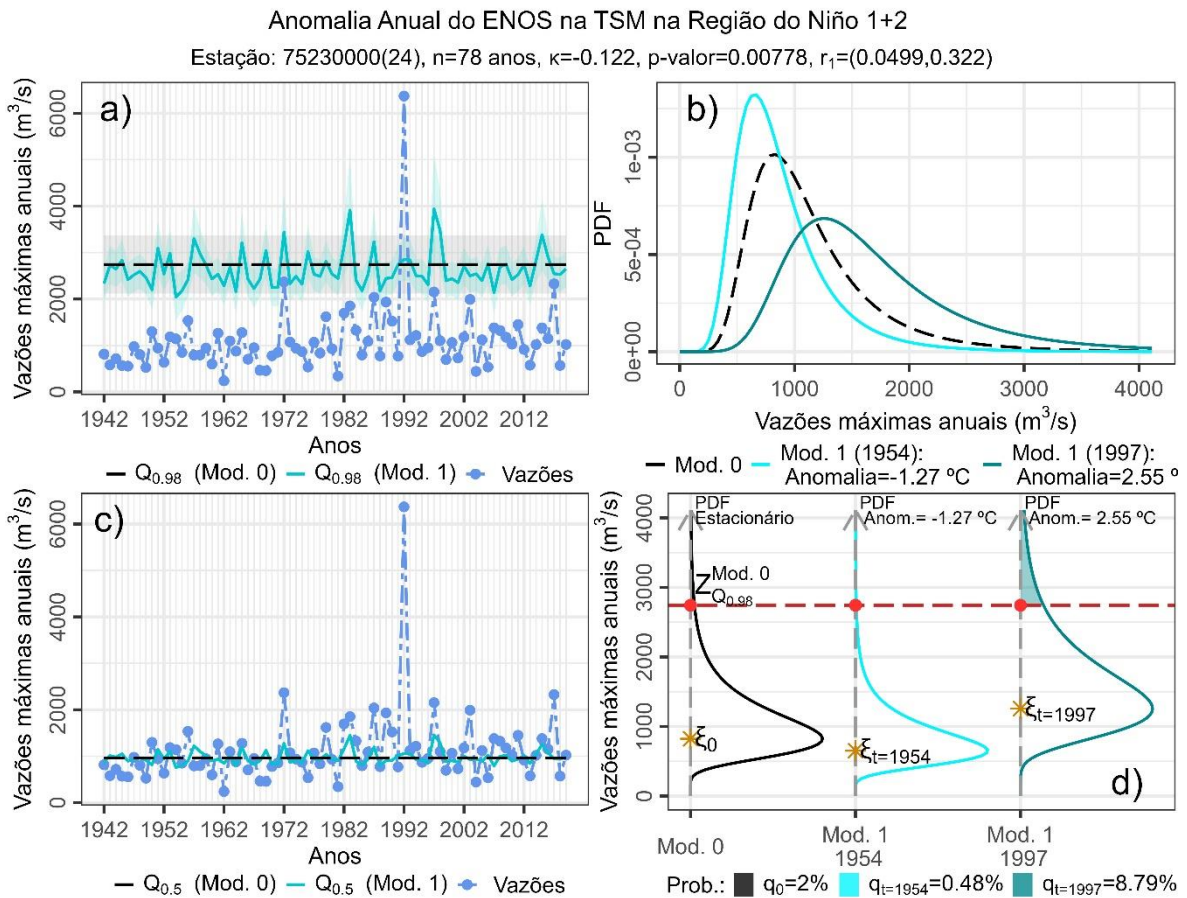 Anomalia Anual do ENOS na TSM na Região do Niño 1+2
Estação: 75230000(24), n=78 anos, κ=-0.122, p-valor=0.00778, r₁=(0.0499,0.322)
a)
Vazões máximas anuais (m³/s)
6000
4000
2000
0
1942 1952 1962 1972 1982 1992 2002 2012
Anos
Q0.98 (Mod. 0) Q0.98 (Mod. 1) Vazões
b)
PDF
1e-03
5e-04
0e+00
0 1000 2000 3000 4000
Vazões máximas anuais (m³/s)
Mod. 0 Mod. 1 (1954): Mod. 1 (1997):
Anomalia=-1.27 ºC Anomalia=2.55 º
c)
Vazões máximas anuais (m³/s)
6000
4000
2000
0
1942 1952 1962 1972 1982 1992 2002 2012
Anos
Q0.5 (Mod. 0) Q0.5 (Mod. 1) Vazões
Vazões máximas anuais (m³/s)
4000
3000
2000
1000
0
PDF PDF PDF
Estacionário Anom.= -1.27 ºC Anom.= 2.55 ºC
Z Mod. 0 Q0.98
ξ0
ξt=1954
ξt=1997
d)
Mod. 0 Mod. 1 Mod. 1
1954 1997
Prob.: q0=2% qt=1954=0.48% qt=1997=8.79%